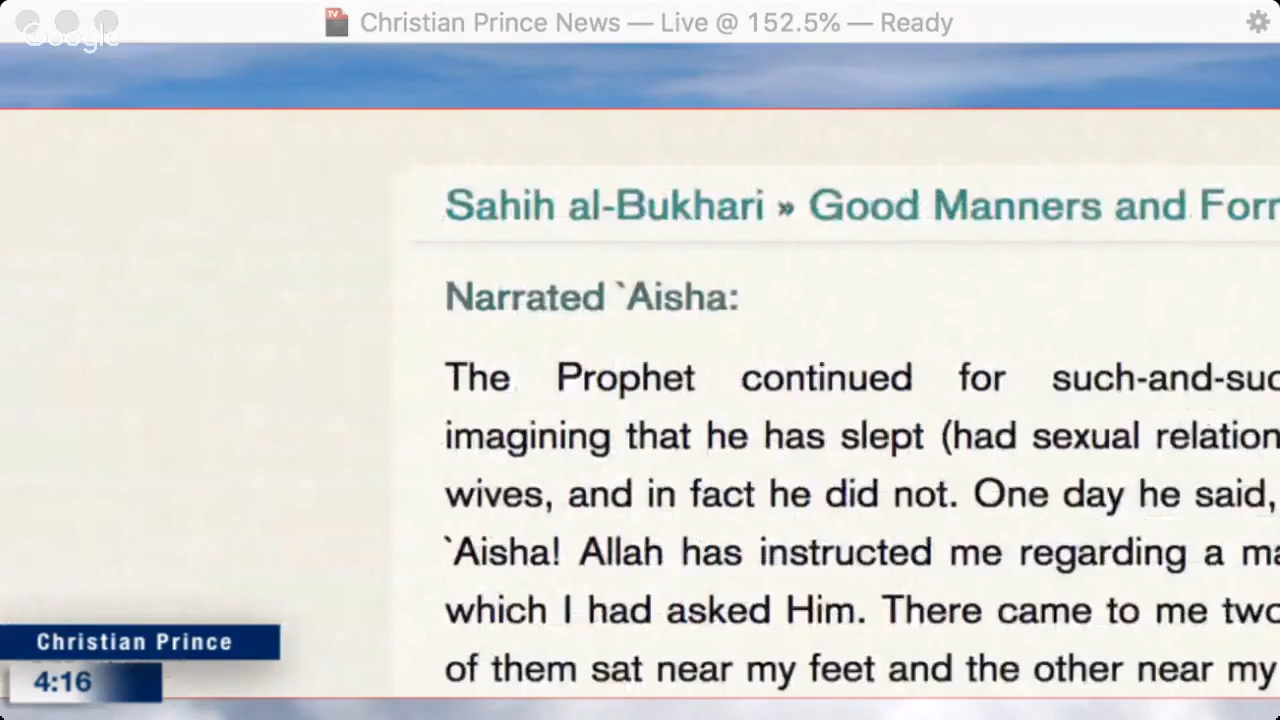 Christian Prince News — Live @ 152.5% — Ready
Google
TV
Sahih al-Bukhari » Good Manners and
Narrated `Aisha:
The Prophet continued for
imagining that he has slept (had sexual
wives, and in fact he did not. One day he said,
`Aisha! Allah has instructed me regarding a
which I had asked Him. There came to me
of them sat near my feet and the other near my
Christian Prince
4:16